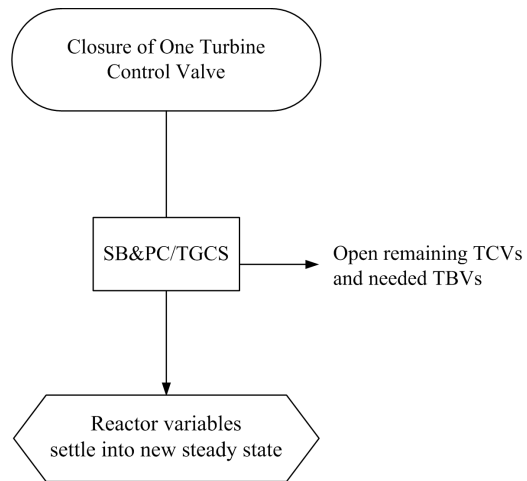 Closure of One Turbine
Control Valve
SB&PC/TGCS
Open remaining TCVs
and needed TBVs
Reactor variables
settle into new steady state